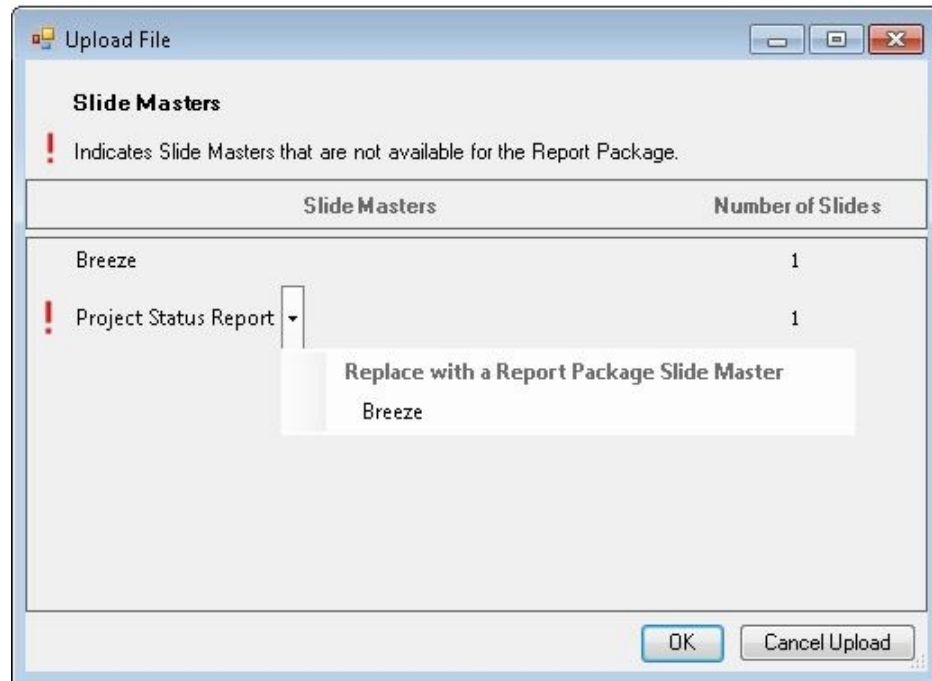 Upload File
Slide Masters
! Indicates Slide Masters that are not available for the Report Package.
Slide Masters Number of Slides
Breeze 1
! Project Status Report 1
Replace with a Report Package Slide Master
Breeze
OK Cancel Upload